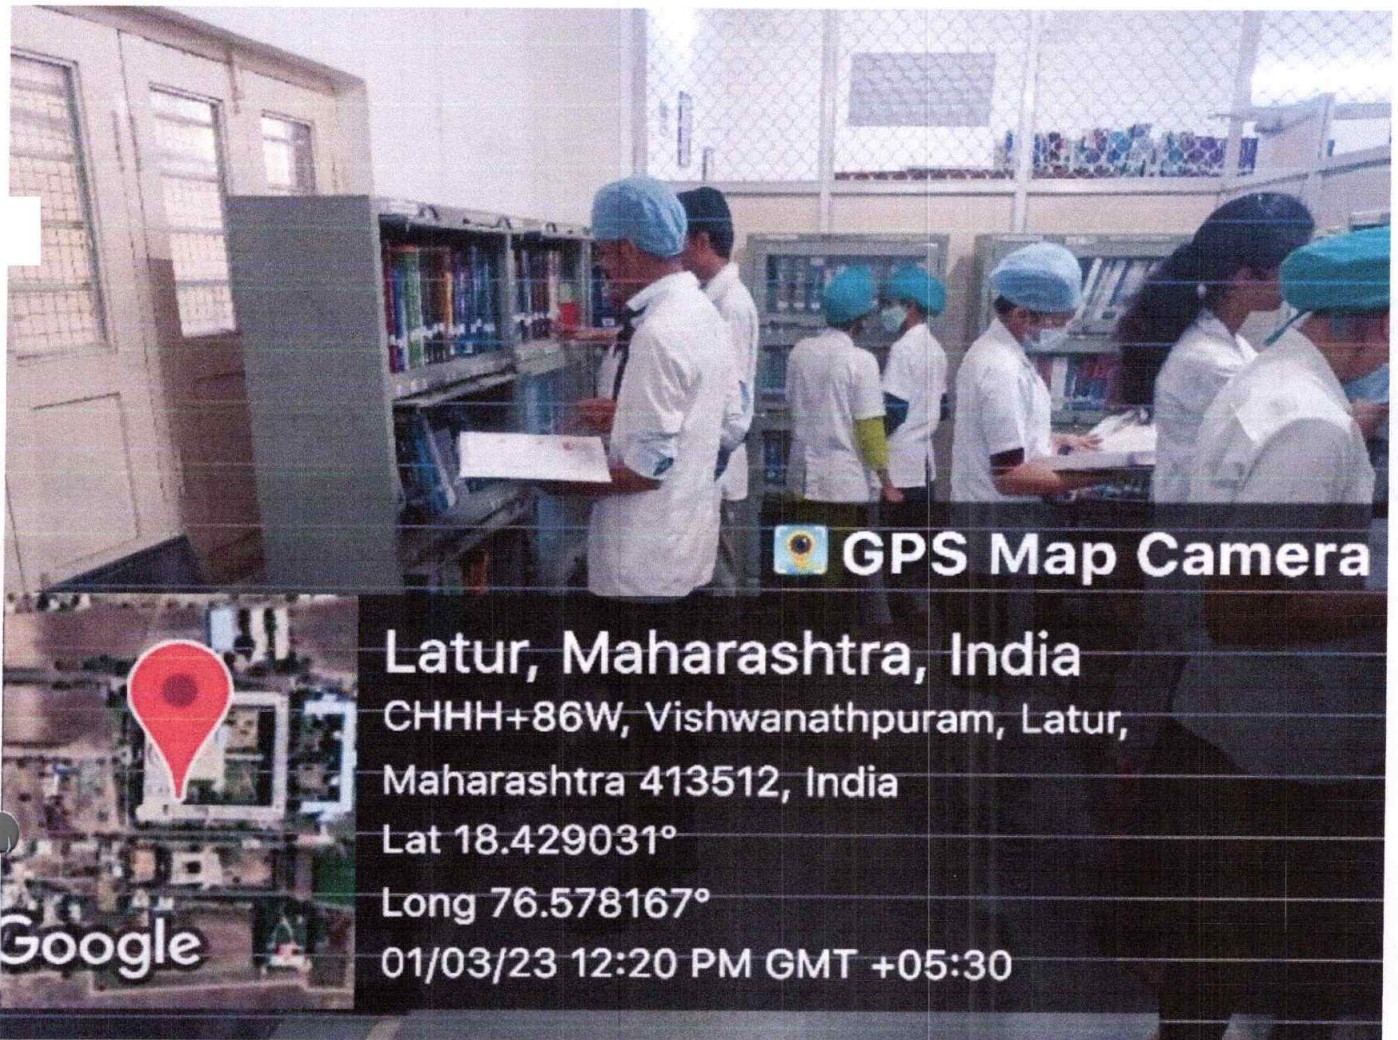 GPS Map Camera
Latur, Maharashtra, India
CHHH+86W, Vishwanathpuram, Latur,
Maharashtra 413512, India
Lat 18.429031°
Long 76.578167°
01/03/23 12:20 PM GMT +05:30
Google